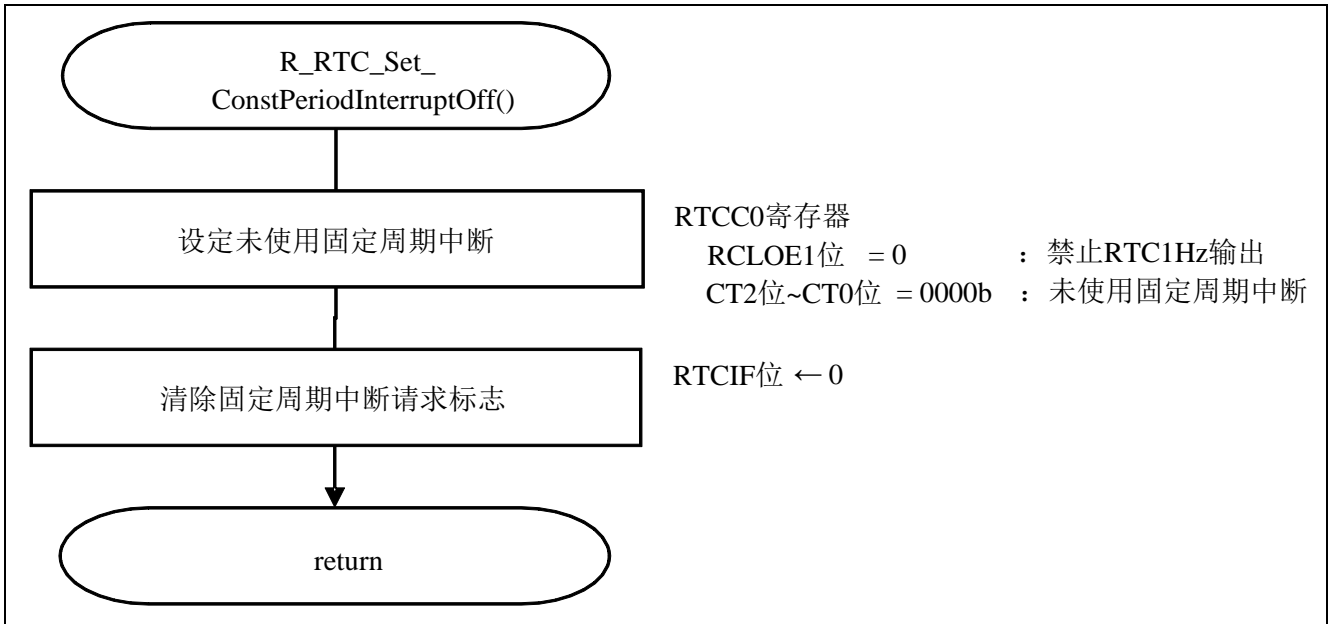 R_RTC_Set_
ConstPeriodInterruptOff()
设定未使用固定周期中断
RTCC0寄存器
RCLOE1位 = 0 ：禁止RTC1Hz输出
CT2位~CT0位 = 0000b ：未使用固定周期中断
清除固定周期中断请求标志
RTCIF位 ← 0
return